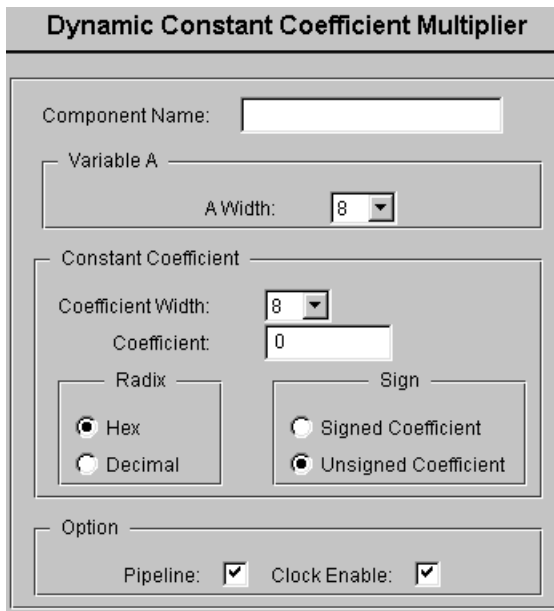 Dynamic Constant Coefficient Multiplier
Component Name:
Variable A
A Width: 8
Constant Coefficient
Coefficient Width: 8
Coefficient: 0
Radix Sign
Hex Signed Coefficient
Decimal Unsigned Coefficient
Option
Pipeline: Clock Enable: